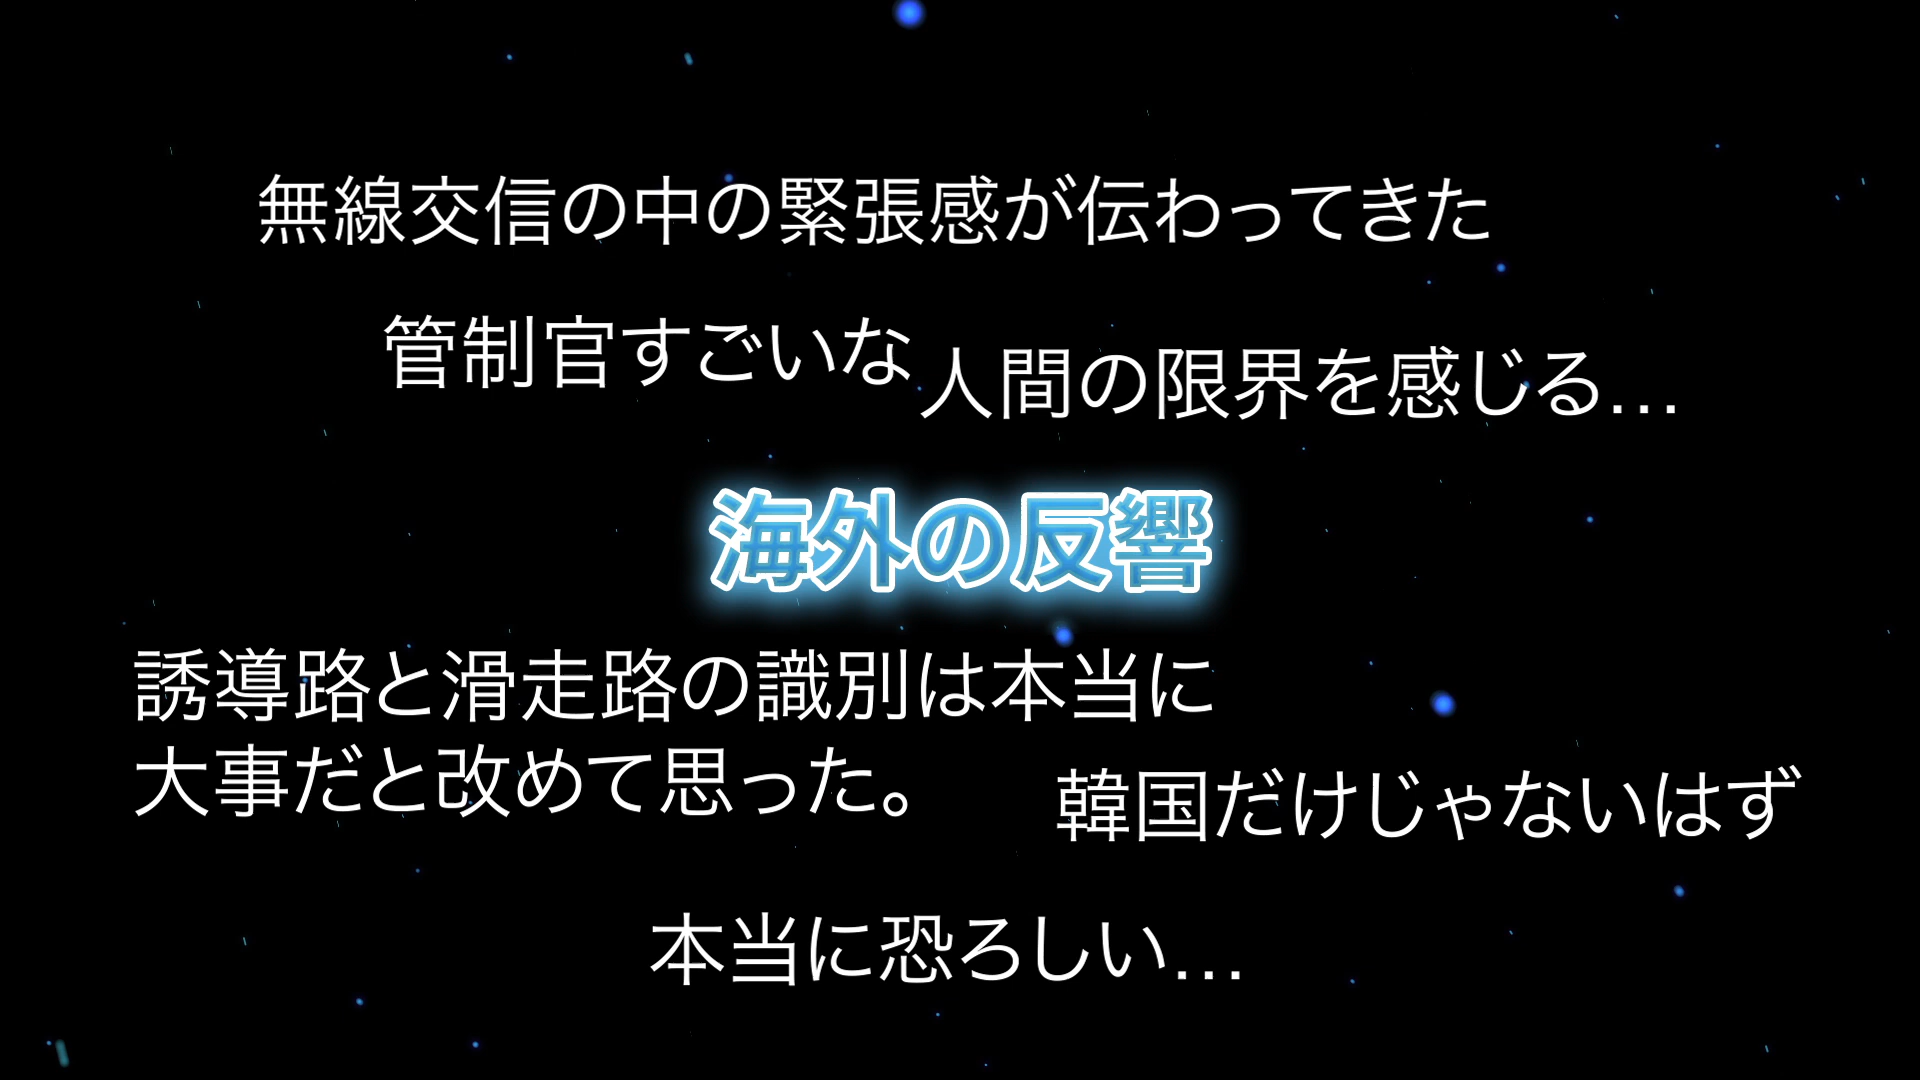 無線交信の中の緊張感が伝わってきた
管制官すごいな
人間の限界を感じる…
海外の反響
誘導路と滑走路の識別は本当に
大事だと改めて思った。
韓国だけじゃないはず
本当に恐ろしい…